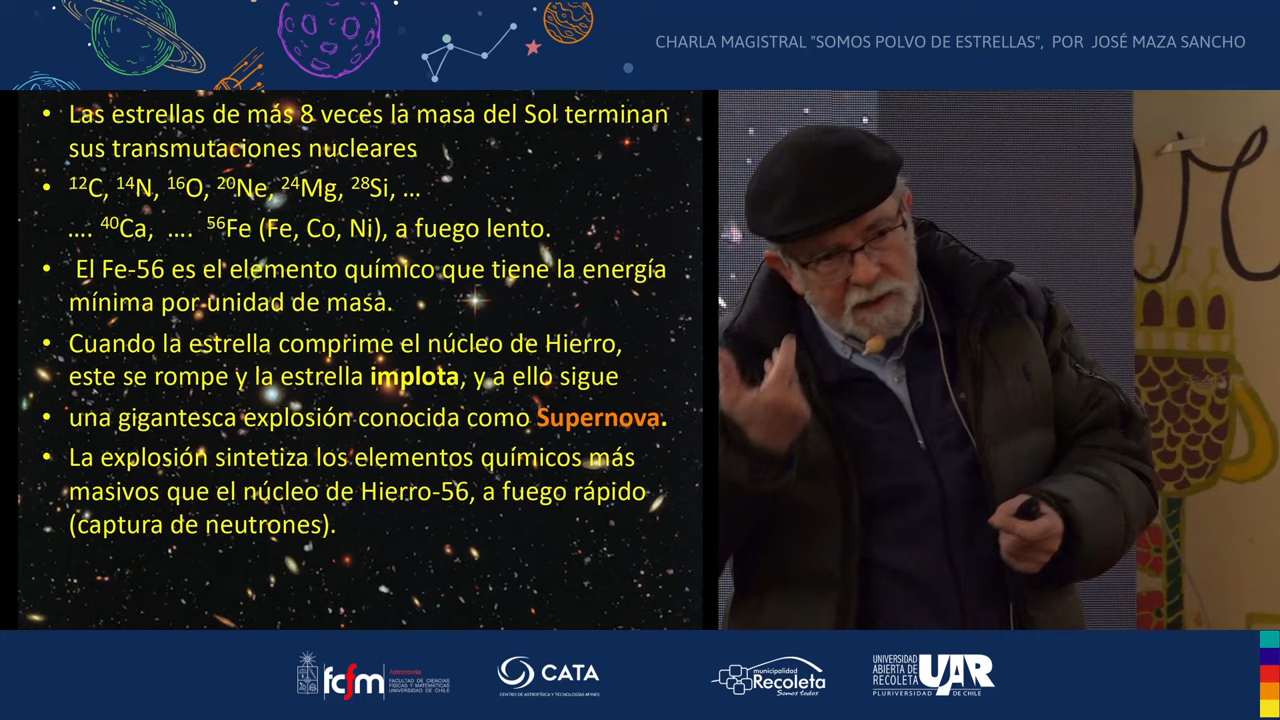 CHARLA MAGISTRAL "SOMOS POLVO DE ESTRELLAS", POR JOSÉ MAZA SANCHO
• Las estrellas de más 8 veces la masa del Sol terminan
sus transmutaciones nucleares
• ¹²C, ¹⁴N, ¹⁶O, ²⁰Ne, ²⁴Mg, ²⁸Si, …
…. ⁴⁰Ca, …. ⁵⁶Fe (Fe, Co, Ni), a fuego lento.
• El Fe-56 es el elemento químico que tiene la energía
mínima por unidad de masa.
• Cuando la estrella comprime el núcleo de Hierro,
este se rompe y la estrella implota, y a ello sigue
• una gigantesca explosión conocida como Supernova.
• La explosión sintetiza los elementos químicos más
masivos que el núcleo de Hierro-56, a fuego rápido
(captura de neutrones).
fcfm
Astronomía
FACULTAD DE CIENCIAS
FÍSICAS Y MATEMÁTICAS
UNIVERSIDAD DE CHILE
CATA
CENTRO DE ASTROFÍSICA Y TECNOLOGÍAS AFINES
municipalidad
Recoleta
Somos todos
UNIVERSIDAD
ABIERTA DE
RECOLETA
UAR
PLURIVERSIDAD DE CHILE